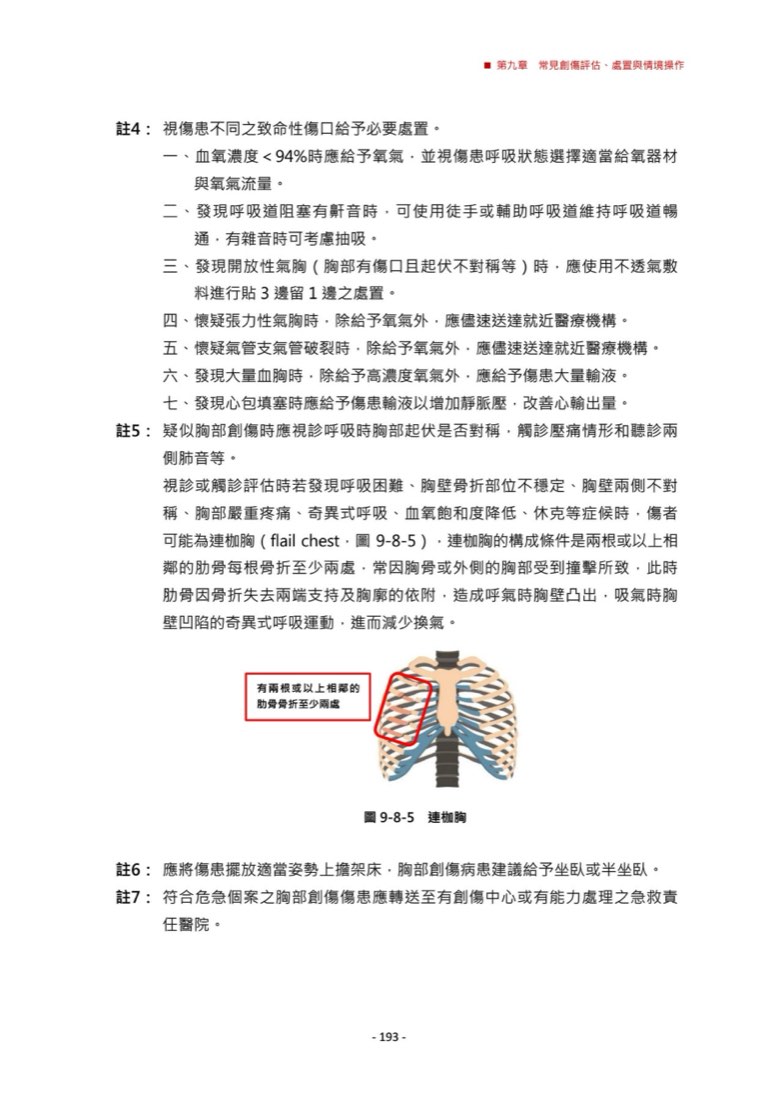 ■ 第九章 常見創傷評估、處置與情境操作
註4： 視傷患不同之致命性傷口給予必要處置。
一、血氧濃度＜94%時應給予氧氣，並視傷患呼吸狀態選擇適當給氧器材
與氧氣流量。
二、發現呼吸道阻塞有鼾音時，可使用徒手或輔助呼吸道維持呼吸道暢
通，有雜音時可考慮抽吸。
三、發現開放性氣胸（胸部有傷口且起伏不對稱等）時，應使用不透氣敷
料進行貼 3 邊留 1 邊之處置。
四、懷疑張力性氣胸時，除給予氧氣外，應儘速送達就近醫療機構。
五、懷疑氣管支氣管破裂時，除給予氧氣外，應儘速送達就近醫療機構。
六、發現大量血胸時，除給予高濃度氧氣外，應給予傷患大量輸液。
七、發現心包填塞時應給予傷患輸液以增加靜脈壓，改善心輸出量。
註5： 疑似胸部創傷時應視診呼吸時胸部起伏是否對稱，觸診壓痛情形和聽診兩
側肺音等。
視診或觸診評估時若發現呼吸困難、胸壁骨折部位不穩定、胸壁兩側不對
稱、胸部嚴重疼痛、奇異式呼吸、血氧飽和度降低、休克等症候時，傷者
可能為連枷胸（flail chest，圖 9-8-5），連枷胸的構成條件是兩根或以上相
鄰的肋骨每根骨折至少兩處，常因胸骨或外側的胸部受到撞擊所致，此時
肋骨因骨折失去兩端支持及胸廓的依附，造成呼氣時胸壁凸出，吸氣時胸
壁凹陷的奇異式呼吸運動，進而減少換氣。
有兩根或以上相鄰的
肋骨骨折至少兩處
圖 9-8-5 連枷胸
註6： 應將傷患擺放適當姿勢上擔架床，胸部創傷病患建議給予坐臥或半坐臥。
註7： 符合危急個案之胸部創傷傷患應轉送至有創傷中心或有能力處理之急救責
任醫院。
- 193 -